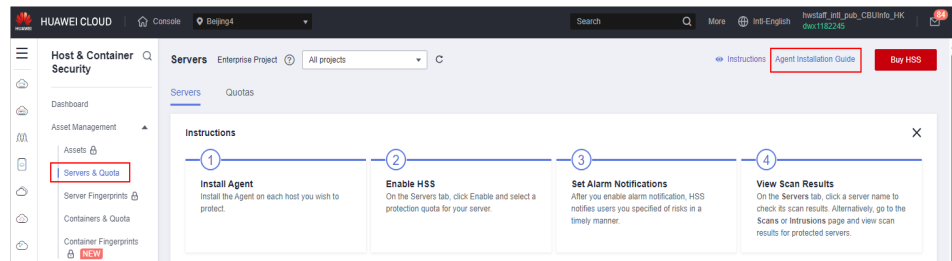 HUAWEI
HUAWEI CLOUD
Console
Beijing4
Search
More
Intl-English
hwstaff_intl_pub_CBUInfo_HK
dwx1182245
84
Host & Container
Security
Dashboard
Asset Management
Assets
Servers & Quota
Server Fingerprints
Containers & Quota
Container Fingerprints
NEW
Servers Enterprise Project ? All projects
Instructions
Agent Installation Guide
Buy HSS
Servers Quotas
Instructions
1
Install Agent
Install the Agent on each host you wish to
protect.
2
Enable HSS
On the Servers tab, click Enable and select a
protection quota for your server.
3
Set Alarm Notifications
After you enable alarm notification, HSS
notifies users you specified of risks in a
timely manner.
4
View Scan Results
On the Servers tab, click a server name to
check its scan results. Alternatively, go to the
Scans or Intrusions page and view scan
results for protected servers.